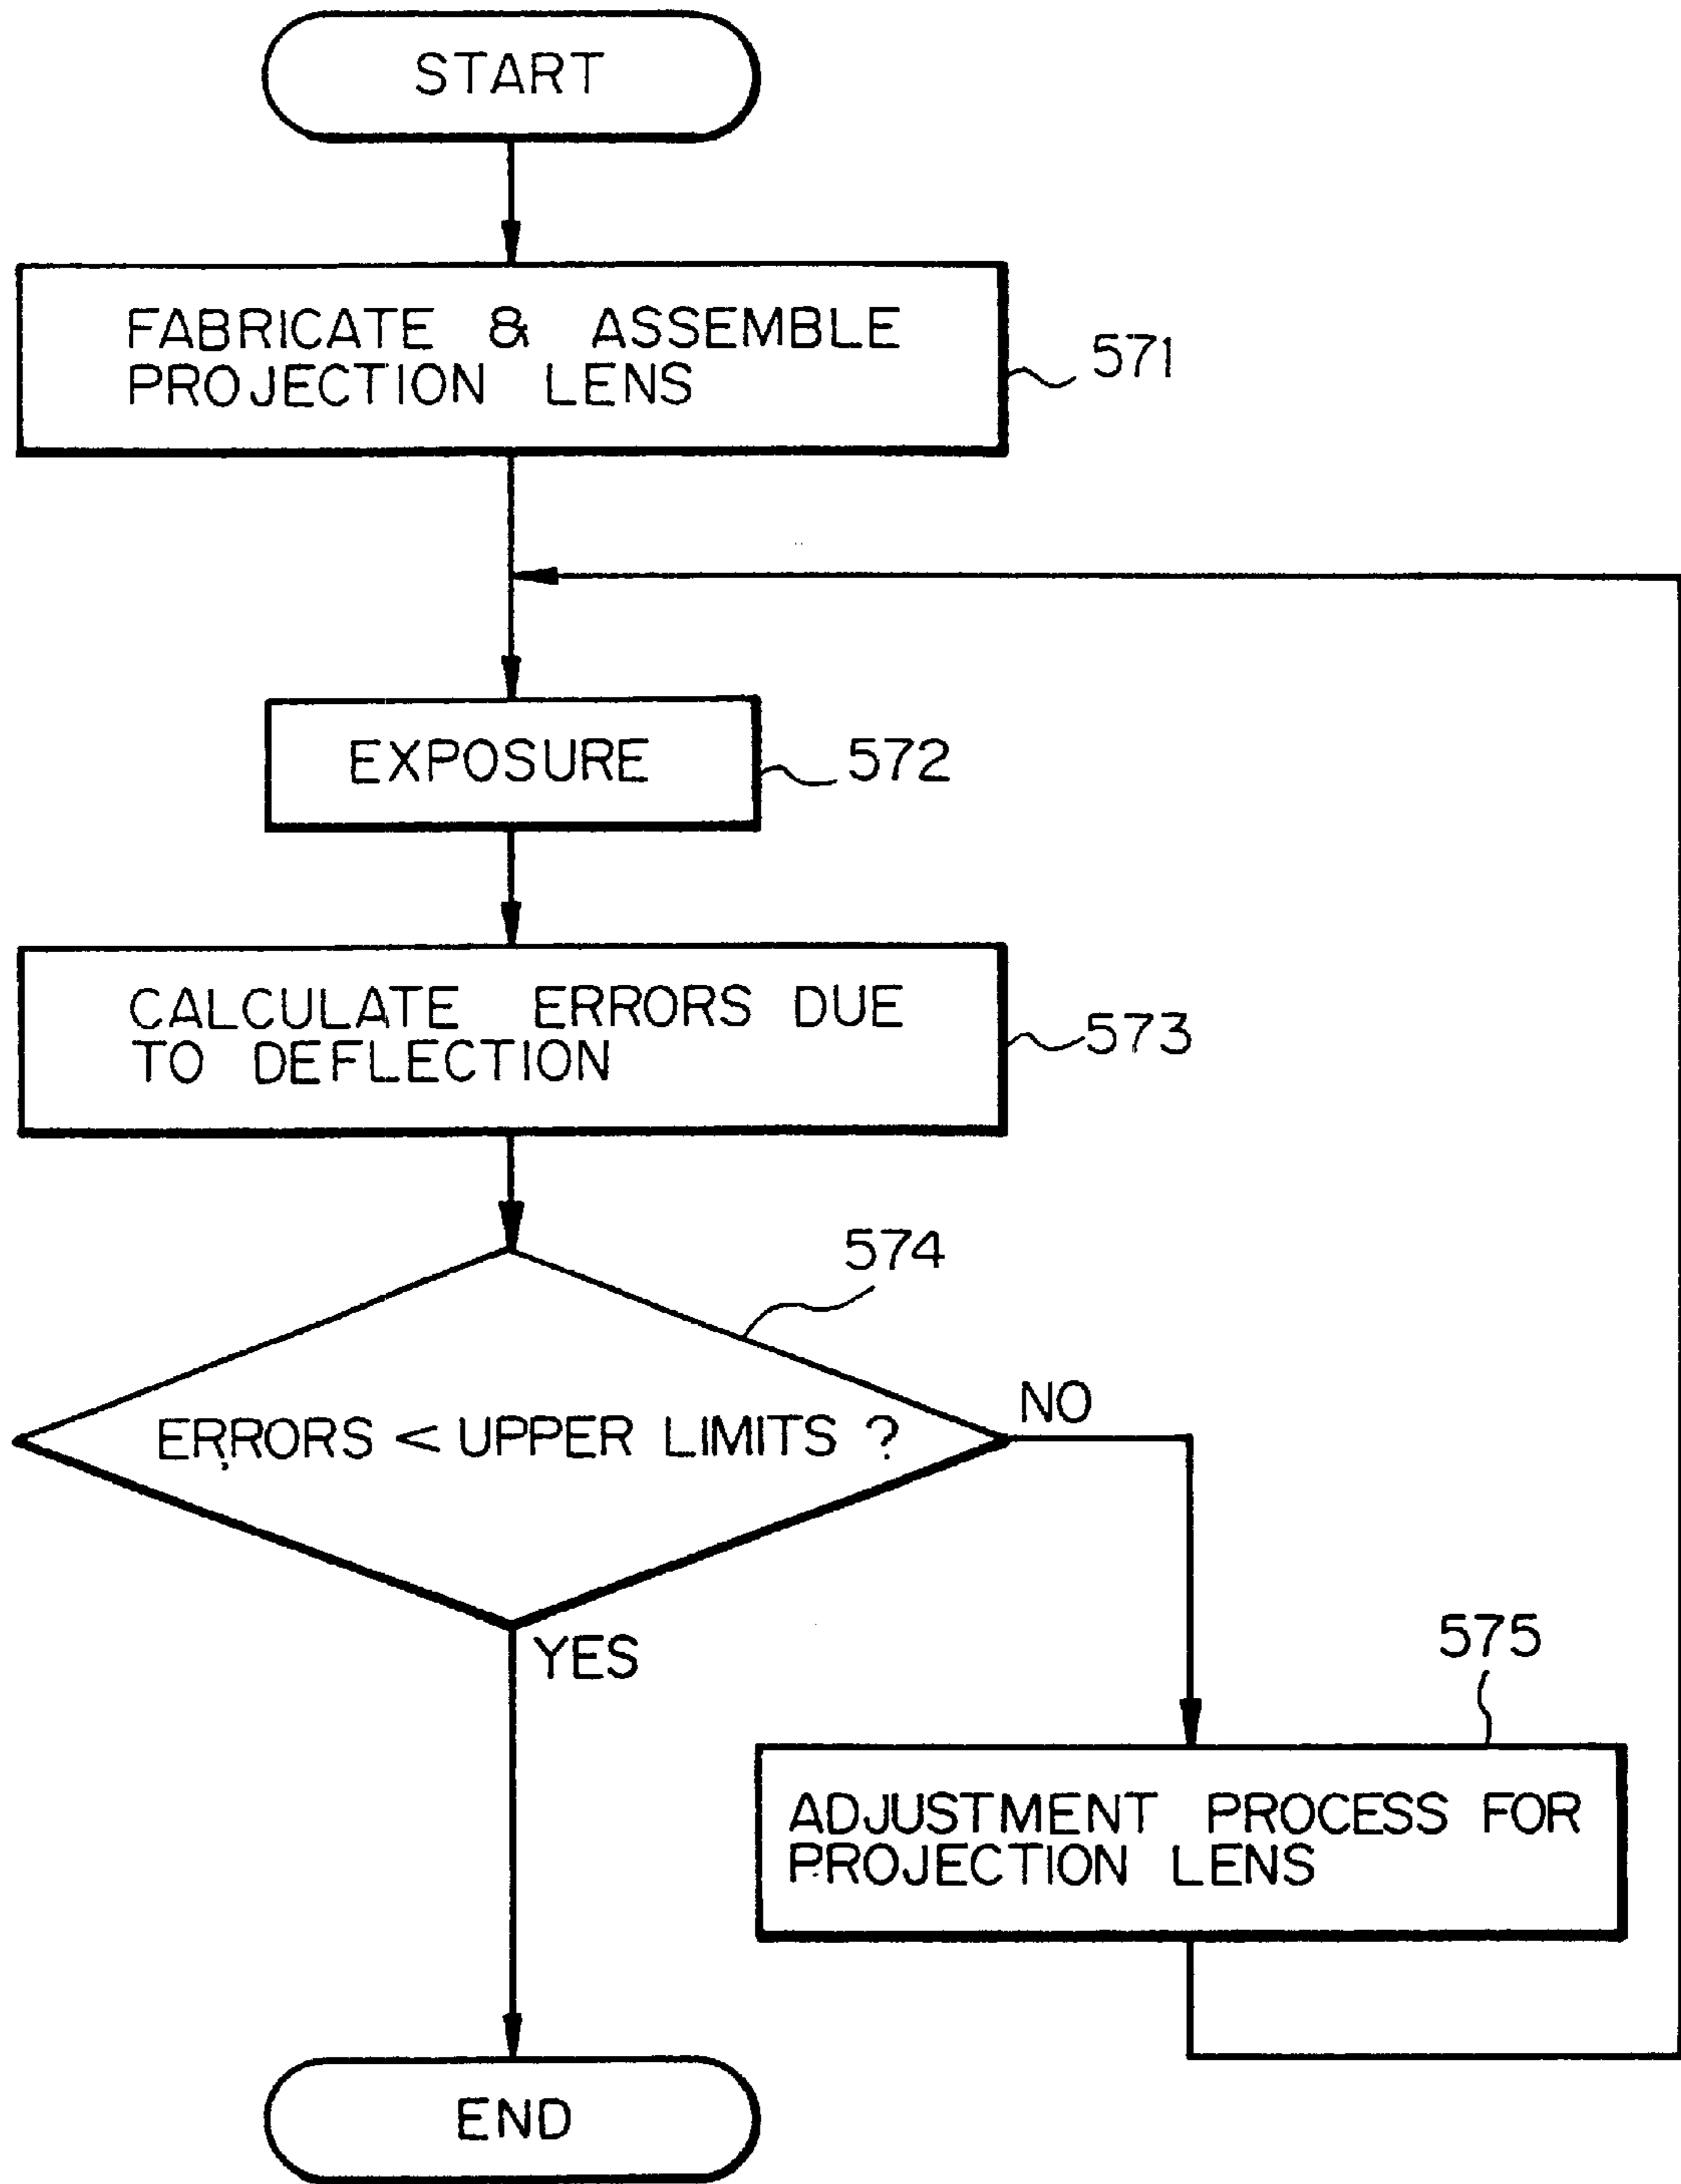 START
FABRICATE & ASSEMBLE
PROJECTION LENS
571
EXPOSURE
572
CALCULATE ERRORS DUE
TO DEFLECTION
573
574
ERRORS < UPPER LIMITS ?
NO
YES
575
ADJUSTMENT PROCESS FOR
PROJECTION LENS
END